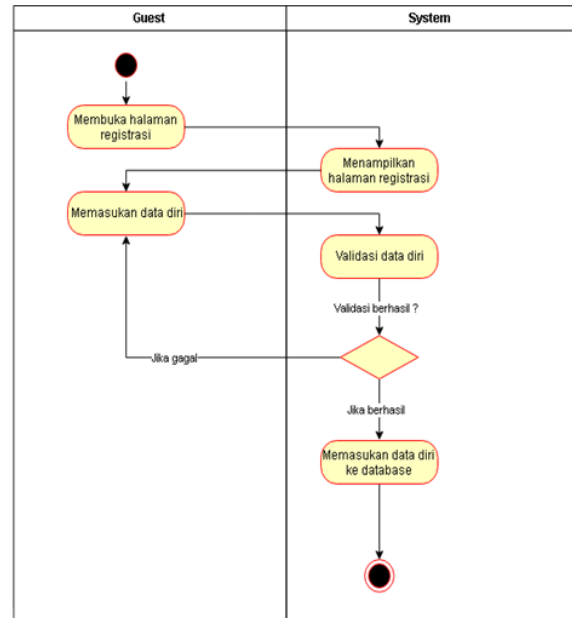 Guest
System
Membuka halaman
registrasi
Menampilkan
halaman registrasi
Memasukan data diri
Validasi data diri
Validasi berhasil ?
Jika gagal
Jika berhasil
Memasukan data diri
ke database